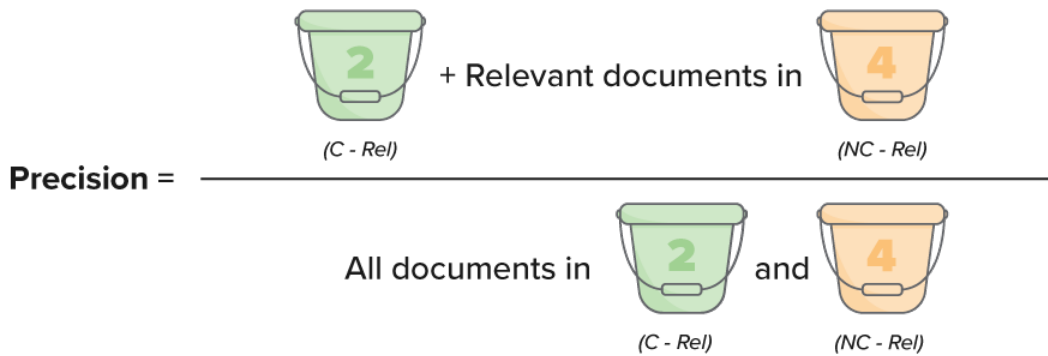 2 + Relevant documents in 4
(C - Rel) (NC - Rel)
Precision =
All documents in 2 and 4
(C - Rel) (NC - Rel)